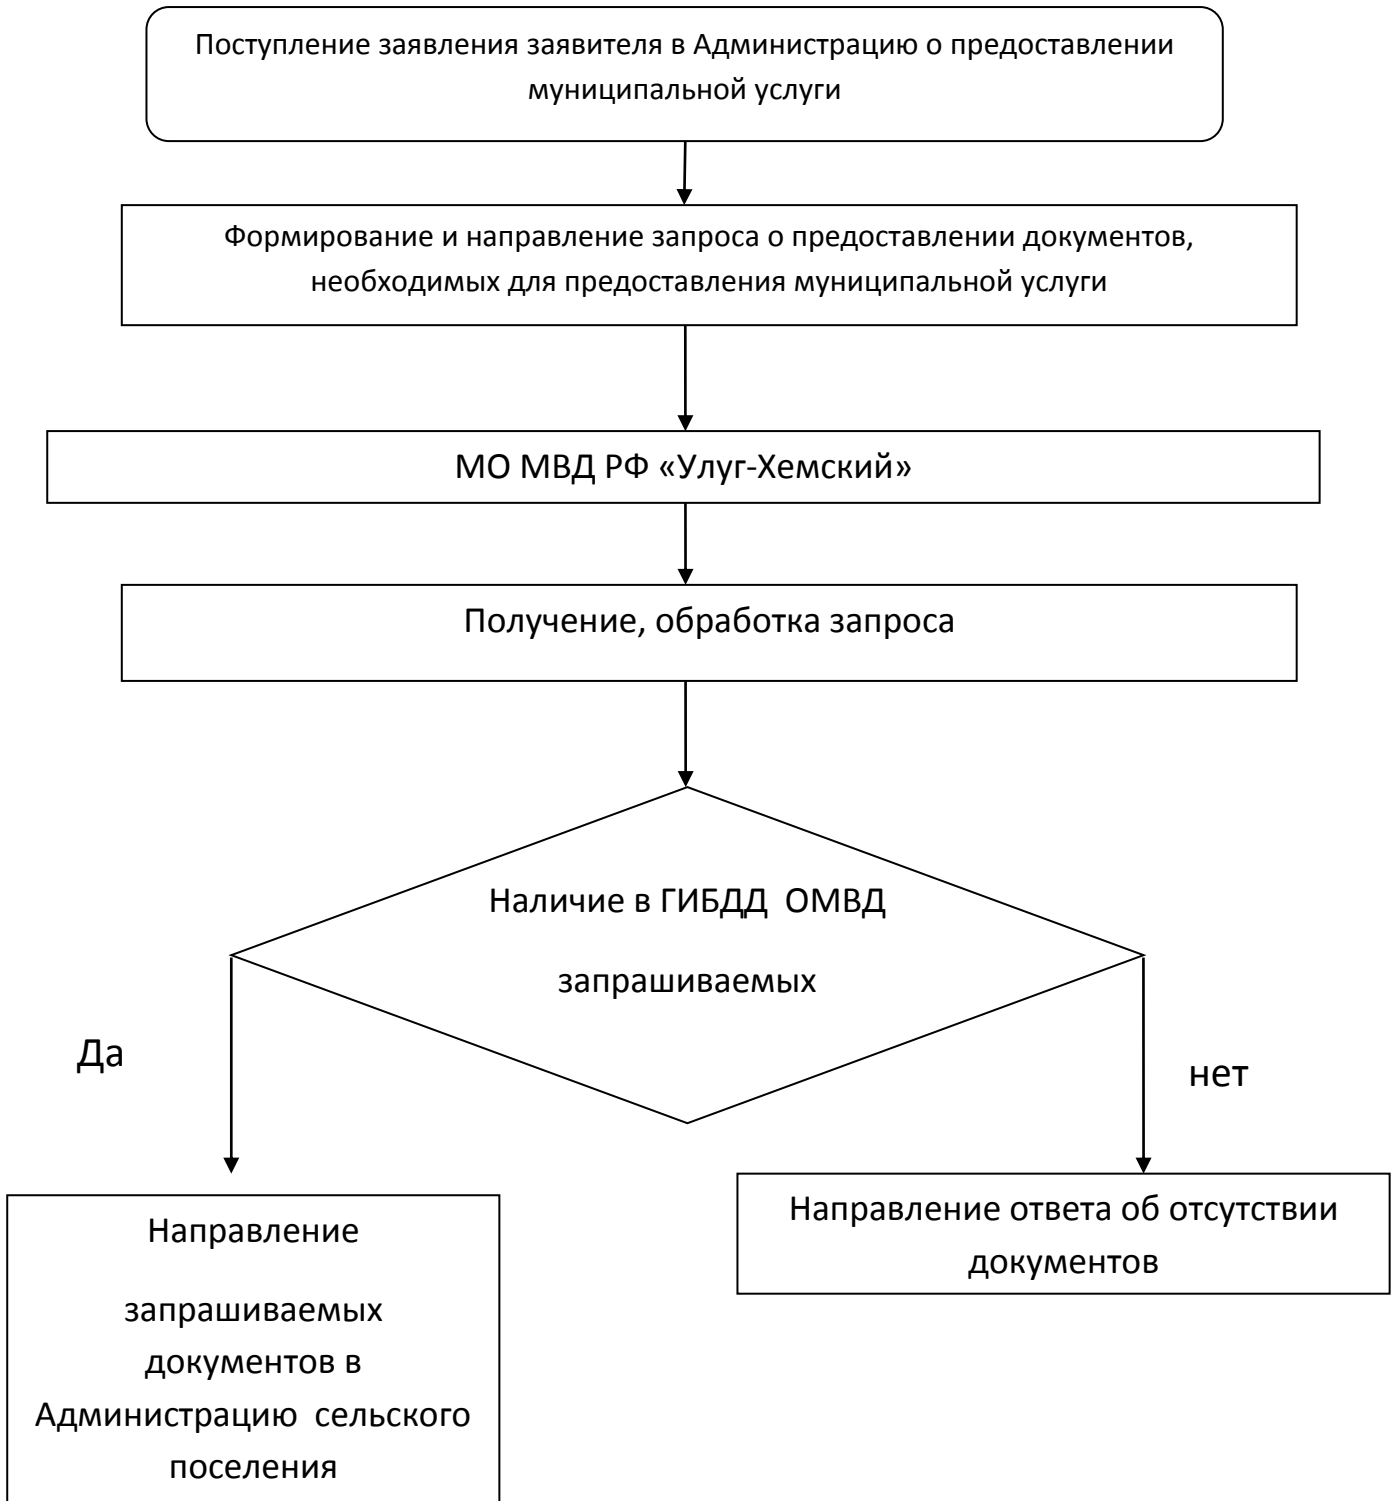 Поступление заявления заявителя в Администрацию о предоставлении
муниципальной услуги
Формирование и направление запроса о предоставлении документов,
необходимых для предоставления муниципальной услуги
МО МВД РФ «Улуг-Хемский»
Получение, обработка запроса
Наличие в ГИБДД ОМВД
запрашиваемых
Да
нет
Направление
запрашиваемых
документов в
Администрацию сельского
поселения
Направление ответа об отсутствии
документов